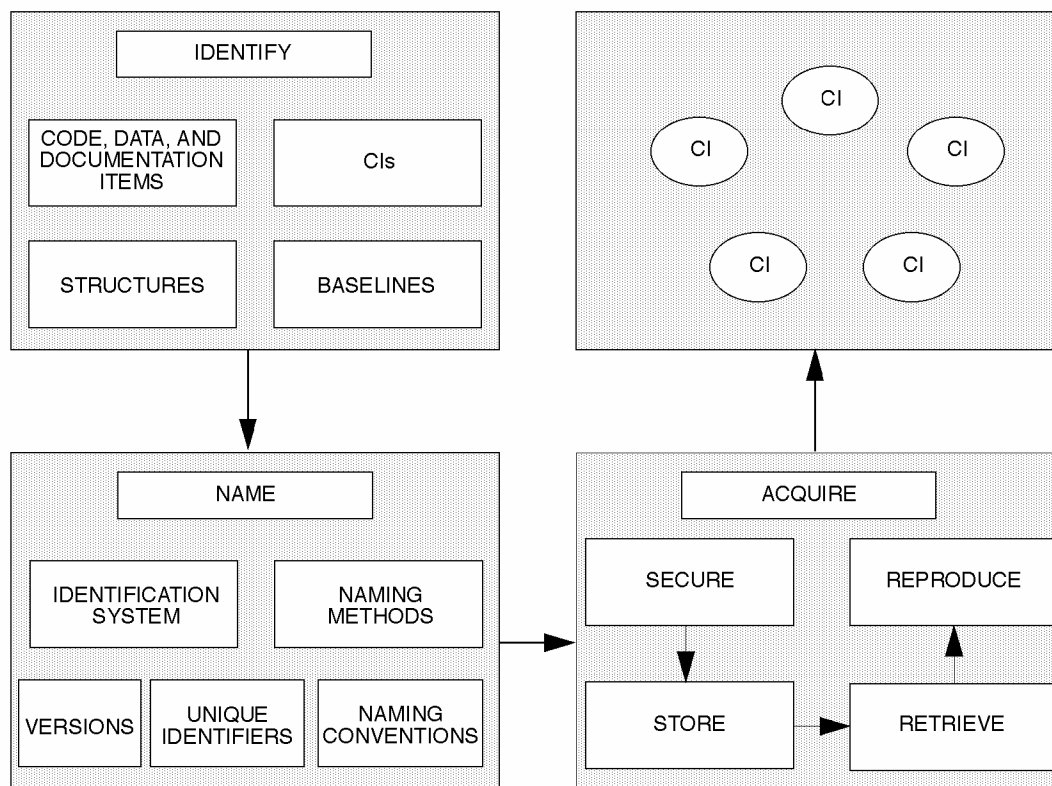 IDENTIFY
CODE, DATA, AND
DOCUMENTATION
ITEMS
CIs
STRUCTURES
BASELINES
CI
CI
CI
CI
CI
NAME
IDENTIFICATION
SYSTEM
NAMING
METHODS
VERSIONS
UNIQUE
IDENTIFIERS
NAMING
CONVENTIONS
ACQUIRE
SECURE
REPRODUCE
STORE
RETRIEVE